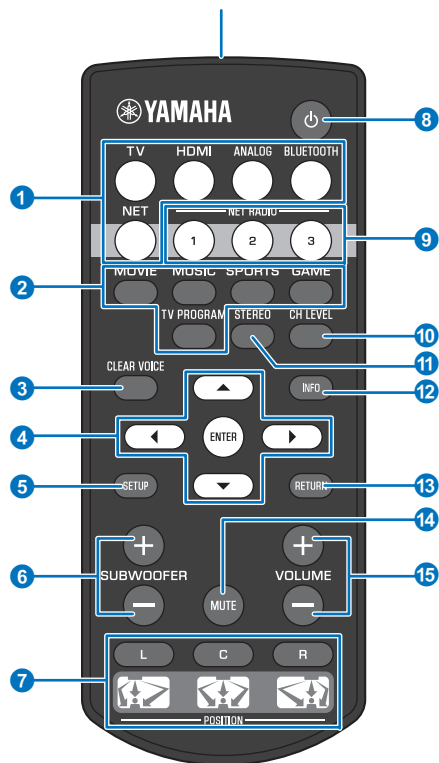 YAMAHA
8
TV HDMI ANALOG BLUETOOTH
1
NET NET RADIO
1 2 3
9
2
MOVIE MUSIC SPORTS GAME
TV PROGRAM STEREO CH LEVEL
10
11
CLEAR VOICE
3
INFO
12
4
ENTER
5
SETUP
RETURN
13
14
6
+ +
SUBWOOFER VOLUME
15
− MUTE −
7
L C R
POSITION